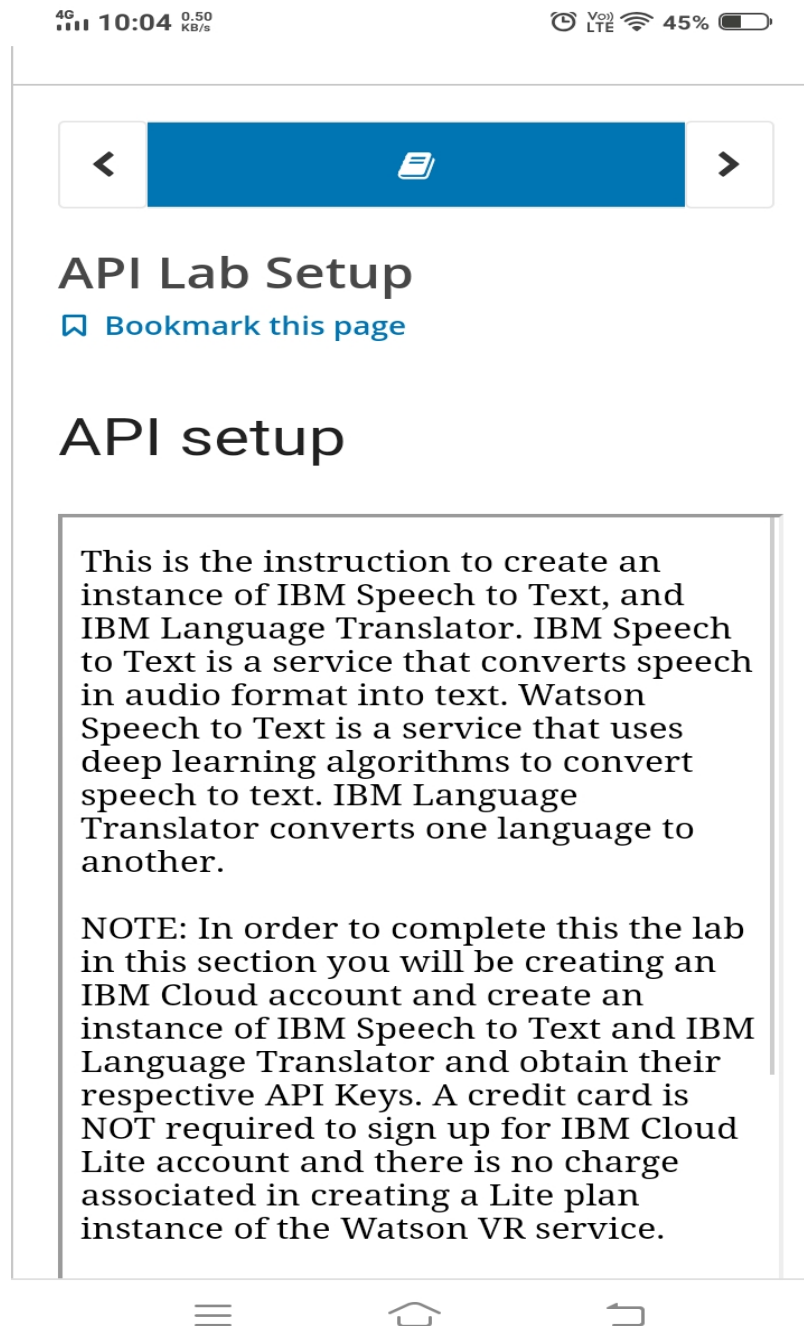 4G 10:04 0.50 KB/s Vo)) LTE 45%
API Lab Setup
Bookmark this page
API setup
This is the instruction to create an
instance of IBM Speech to Text, and
IBM Language Translator. IBM Speech
to Text is a service that converts speech
in audio format into text. Watson
Speech to Text is a service that uses
deep learning algorithms to convert
speech to text. IBM Language
Translator converts one language to
another.
NOTE: In order to complete this the lab
in this section you will be creating an
IBM Cloud account and create an
instance of IBM Speech to Text and IBM
Language Translator and obtain their
respective API Keys. A credit card is
NOT required to sign up for IBM Cloud
Lite account and there is no charge
associated in creating a Lite plan
instance of the Watson VR service.